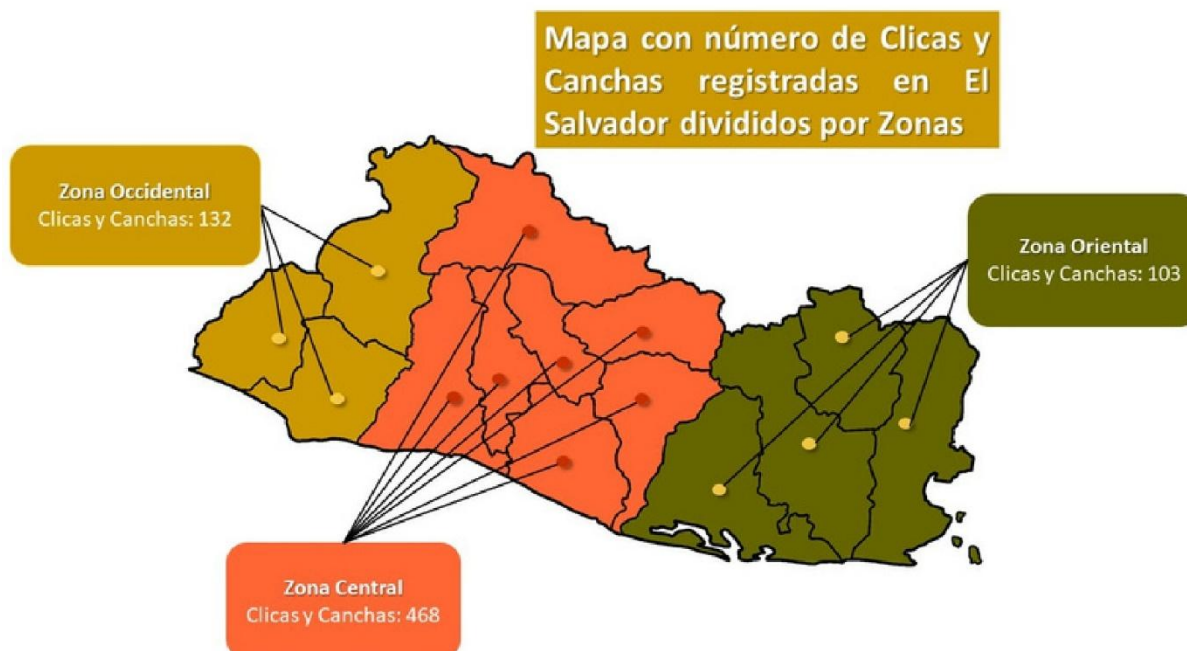 Mapa con número de Clicas y
Canchas registradas en El
Salvador divididos por Zonas
Zona Occidental
Clicas y Canchas: 132
Zona Oriental
Clicas y Canchas: 103
Zona Central
Clicas y Canchas: 468